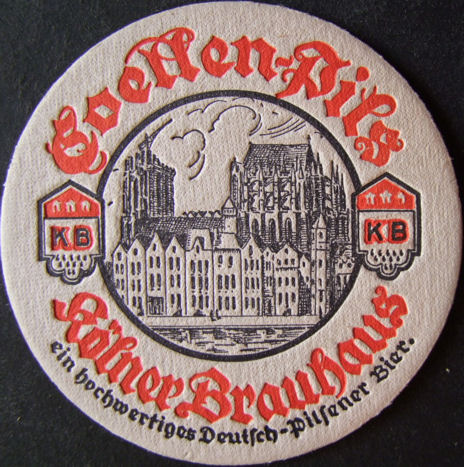 Coellen-Pils
KB
KB
Kölner Brauhaus
ein hochwertiges Deutsch-Pilsener Bier.